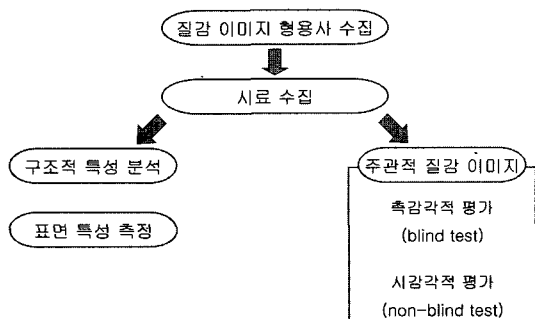 질감 이미지 형용사 수집
시료 수집
구조적 특성 분석
표면 특성 측정
주관적 질감 이미지
촉감각적 평가
(blind test)
시감각적 평가
(non-blind test)